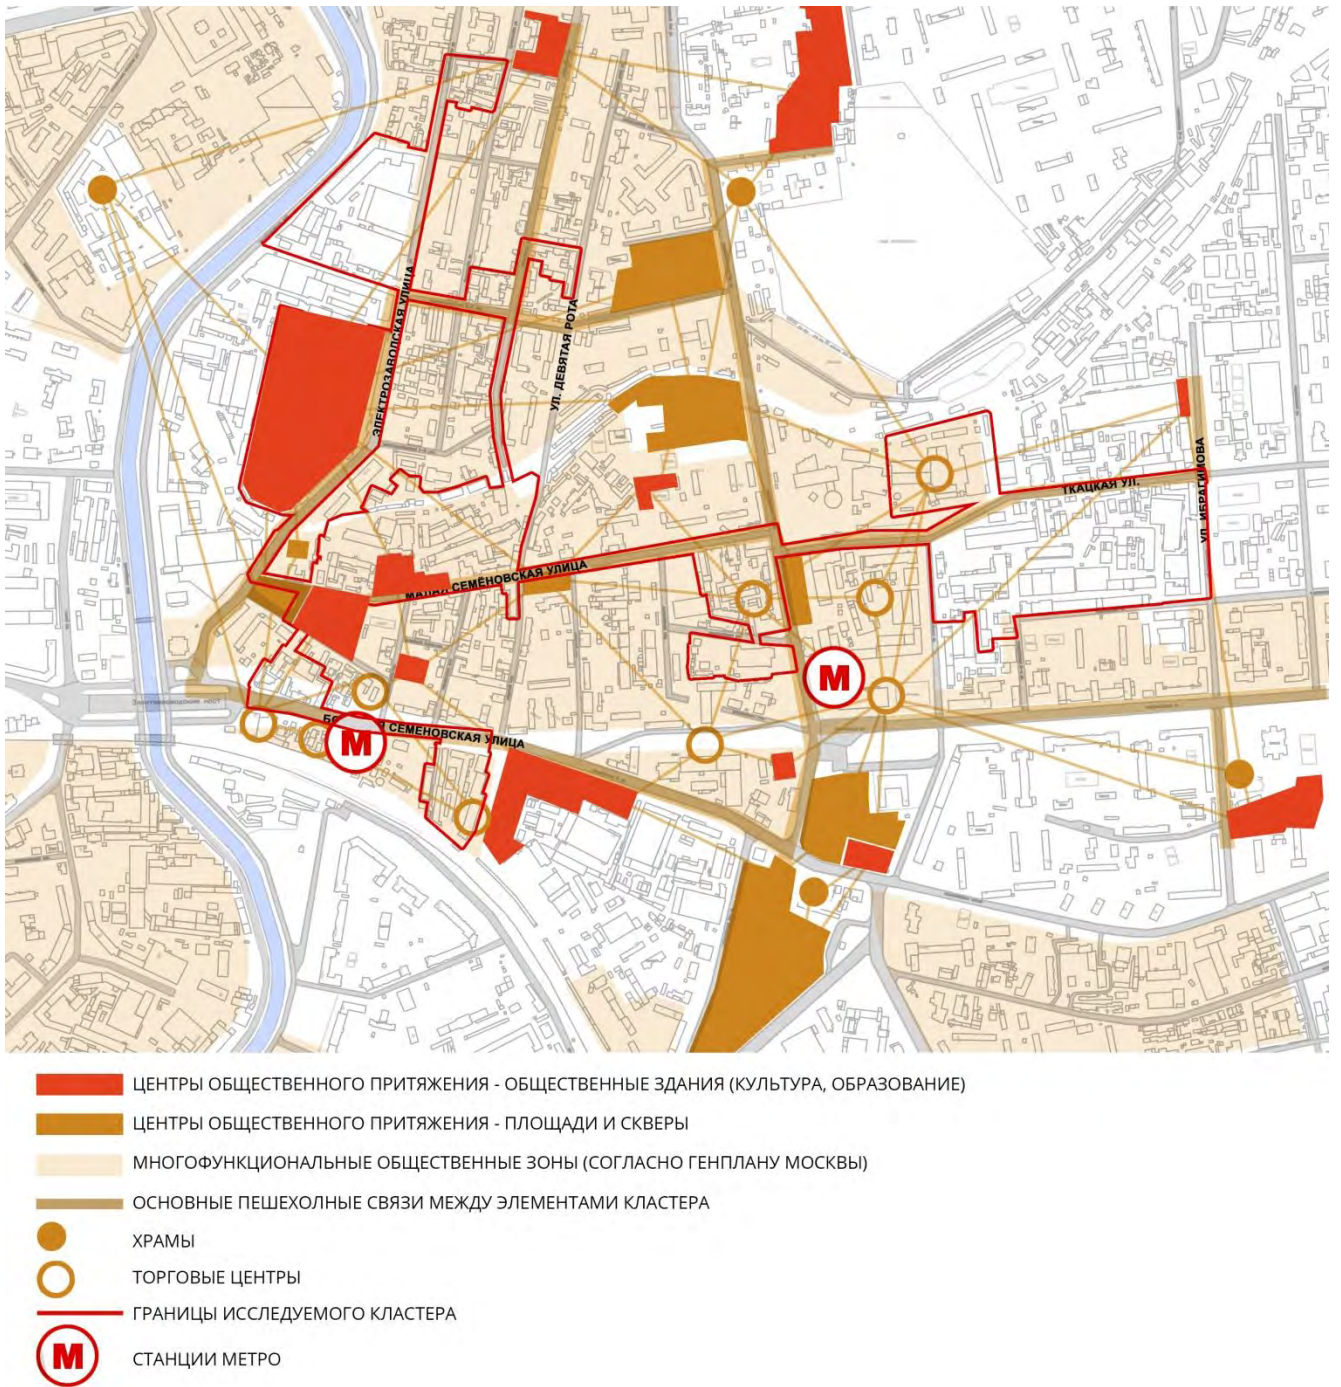 ЭЛЕКТРОЗАВОДСКАЯ УЛИЦА
УЛ. ДЕВЯТАЯ РОТА
ТКАЦКАЯ УЛ.
УЛ. ИБРАГИМОВА
СЕМЁНОВСКАЯ УЛИЦА
М
Электрозаводский мост
СЕМЕНОВСКАЯ УЛИЦА
М
ЦЕНТРЫ ОБЩЕСТВЕННОГО ПРИТЯЖЕНИЯ - ОБЩЕСТВЕННЫЕ ЗДАНИЯ (КУЛЬТУРА, ОБРАЗОВАНИЕ)
ЦЕНТРЫ ОБЩЕСТВЕННОГО ПРИТЯЖЕНИЯ - ПЛОЩАДИ И СКВЕРЫ
МНОГОФУНКЦИОНАЛЬНЫЕ ОБЩЕСТВЕННЫЕ ЗОНЫ (СОГЛАСНО ГЕНПЛАНУ МОСКВЫ)
ОСНОВНЫЕ ПЕШЕХОЛНЫЕ СВЯЗИ МЕЖДУ ЭЛЕМЕНТАМИ КЛАСТЕРА
ХРАМЫ
ТОРГОВЫЕ ЦЕНТРЫ
ГРАНИЦЫ ИССЛЕДУЕМОГО КЛАСТЕРА
М
СТАНЦИИ МЕТРО